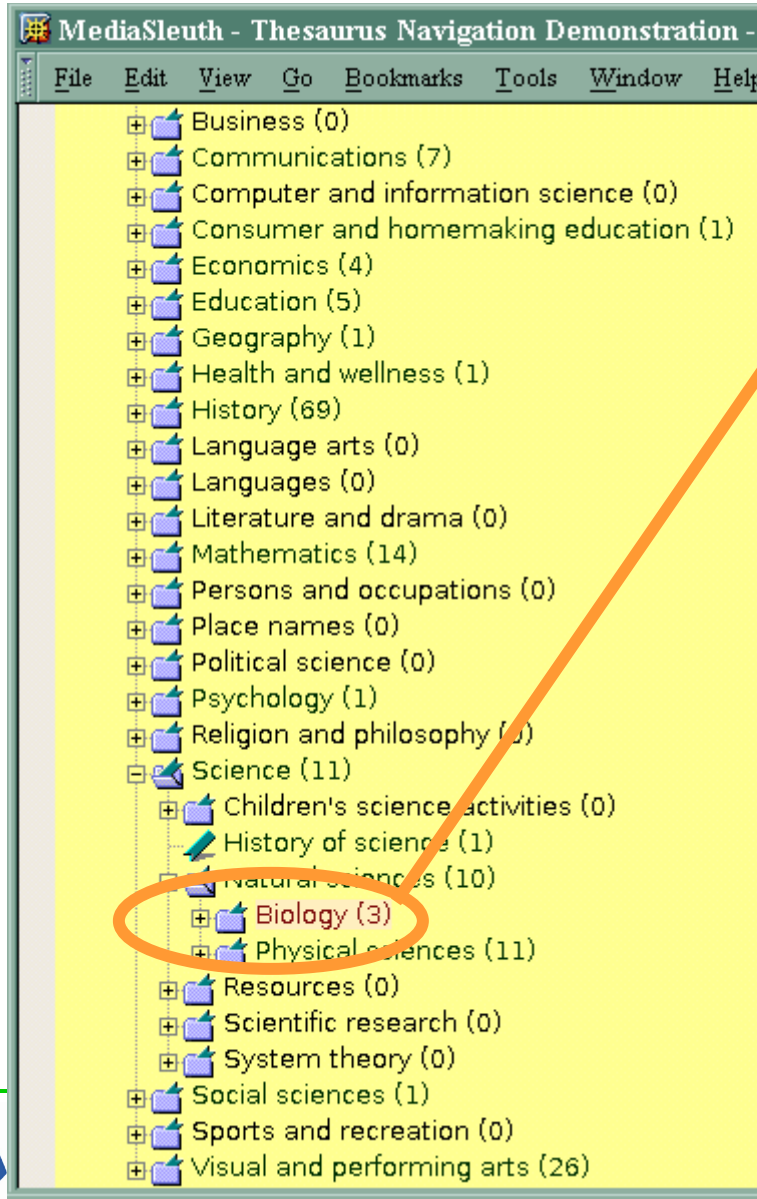 MediaSleuth - Thesaurus Navigation Demonstration -
File Edit View Go Bookmarks Tools Window Help
Business (0)
Communications (7)
Computer and information science (0)
Consumer and homemaking education (1)
Economics (4)
Education (5)
Geography (1)
Health and wellness (1)
History (69)
Language arts (0)
Languages (0)
Literature and drama (0)
Mathematics (14)
Persons and occupations (0)
Place names (0)
Political science (0)
Psychology (1)
Religion and philosophy
Science (11)
Children's science activities (0)
History of science (1)
Natural sciences (10)
Biology (3)
Physical sciences (11)
Resources (0)
Scientific research (0)
System theory (0)
Social sciences (1)
Sports and recreation (0)
Visual and performing arts (26)